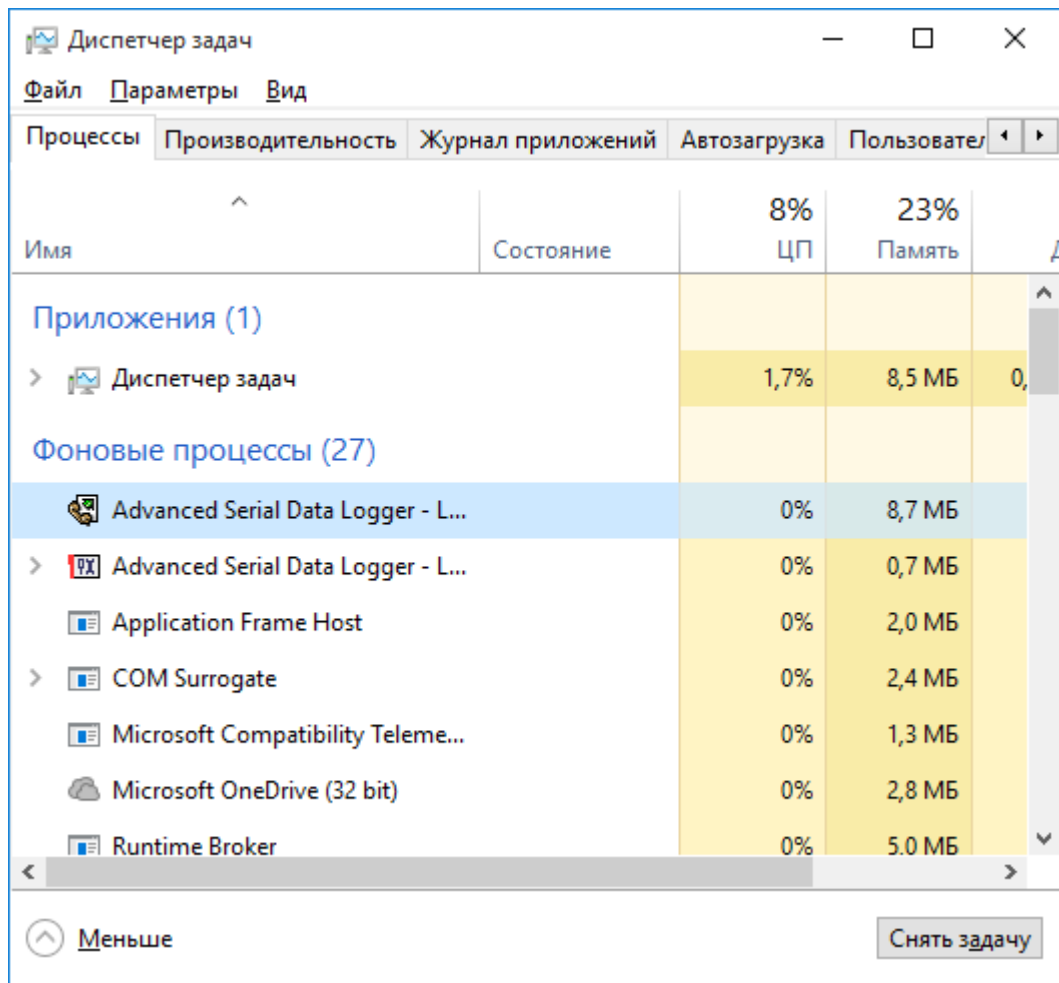 Диспетчер задач
Файл Параметры Вид
Процессы Производительность Журнал приложений Автозагрузка Пользовател
8% 23%
Имя Состояние ЦП Память Д
Приложения (1)
Диспетчер задач 1,7% 8,5 МБ 0,
Фоновые процессы (27)
Advanced Serial Data Logger - L... 0% 8,7 МБ
Advanced Serial Data Logger - L... 0% 0,7 МБ
Application Frame Host 0% 2,0 МБ
COM Surrogate 0% 2,4 МБ
Microsoft Compatibility Teleme... 0% 1,3 МБ
Microsoft OneDrive (32 bit) 0% 2,8 МБ
Runtime Broker 0% 5,0 МБ
Меньше Снять задачу